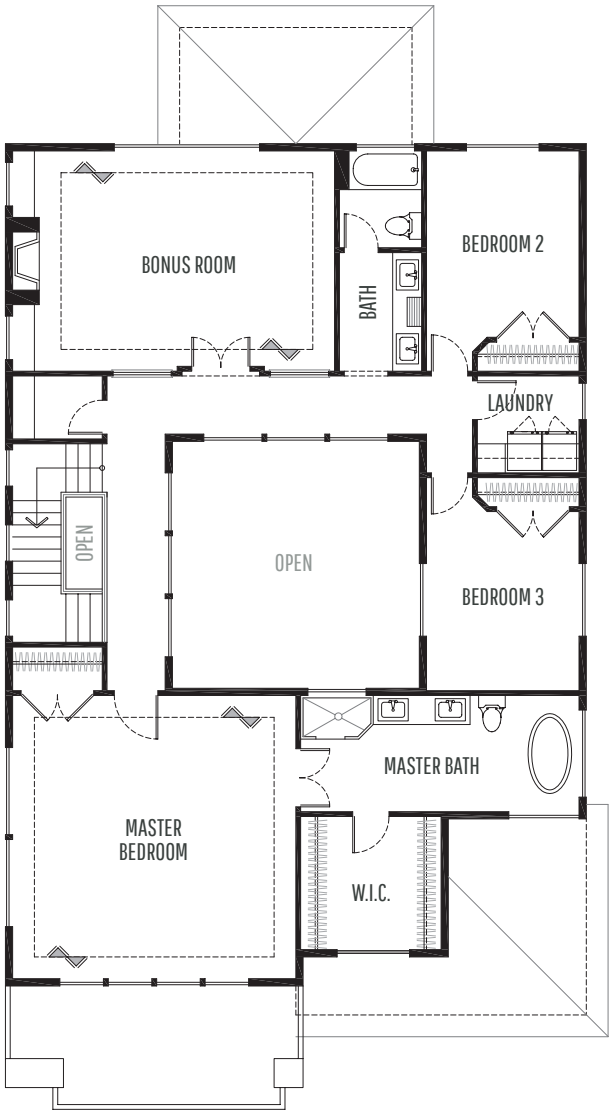 BEDROOM 2
BONUS ROOM
BATH
LAUNDRY
OPEN
OPEN
BEDROOM 3
MASTER BATH
MASTER
BEDROOM
W.I.C.